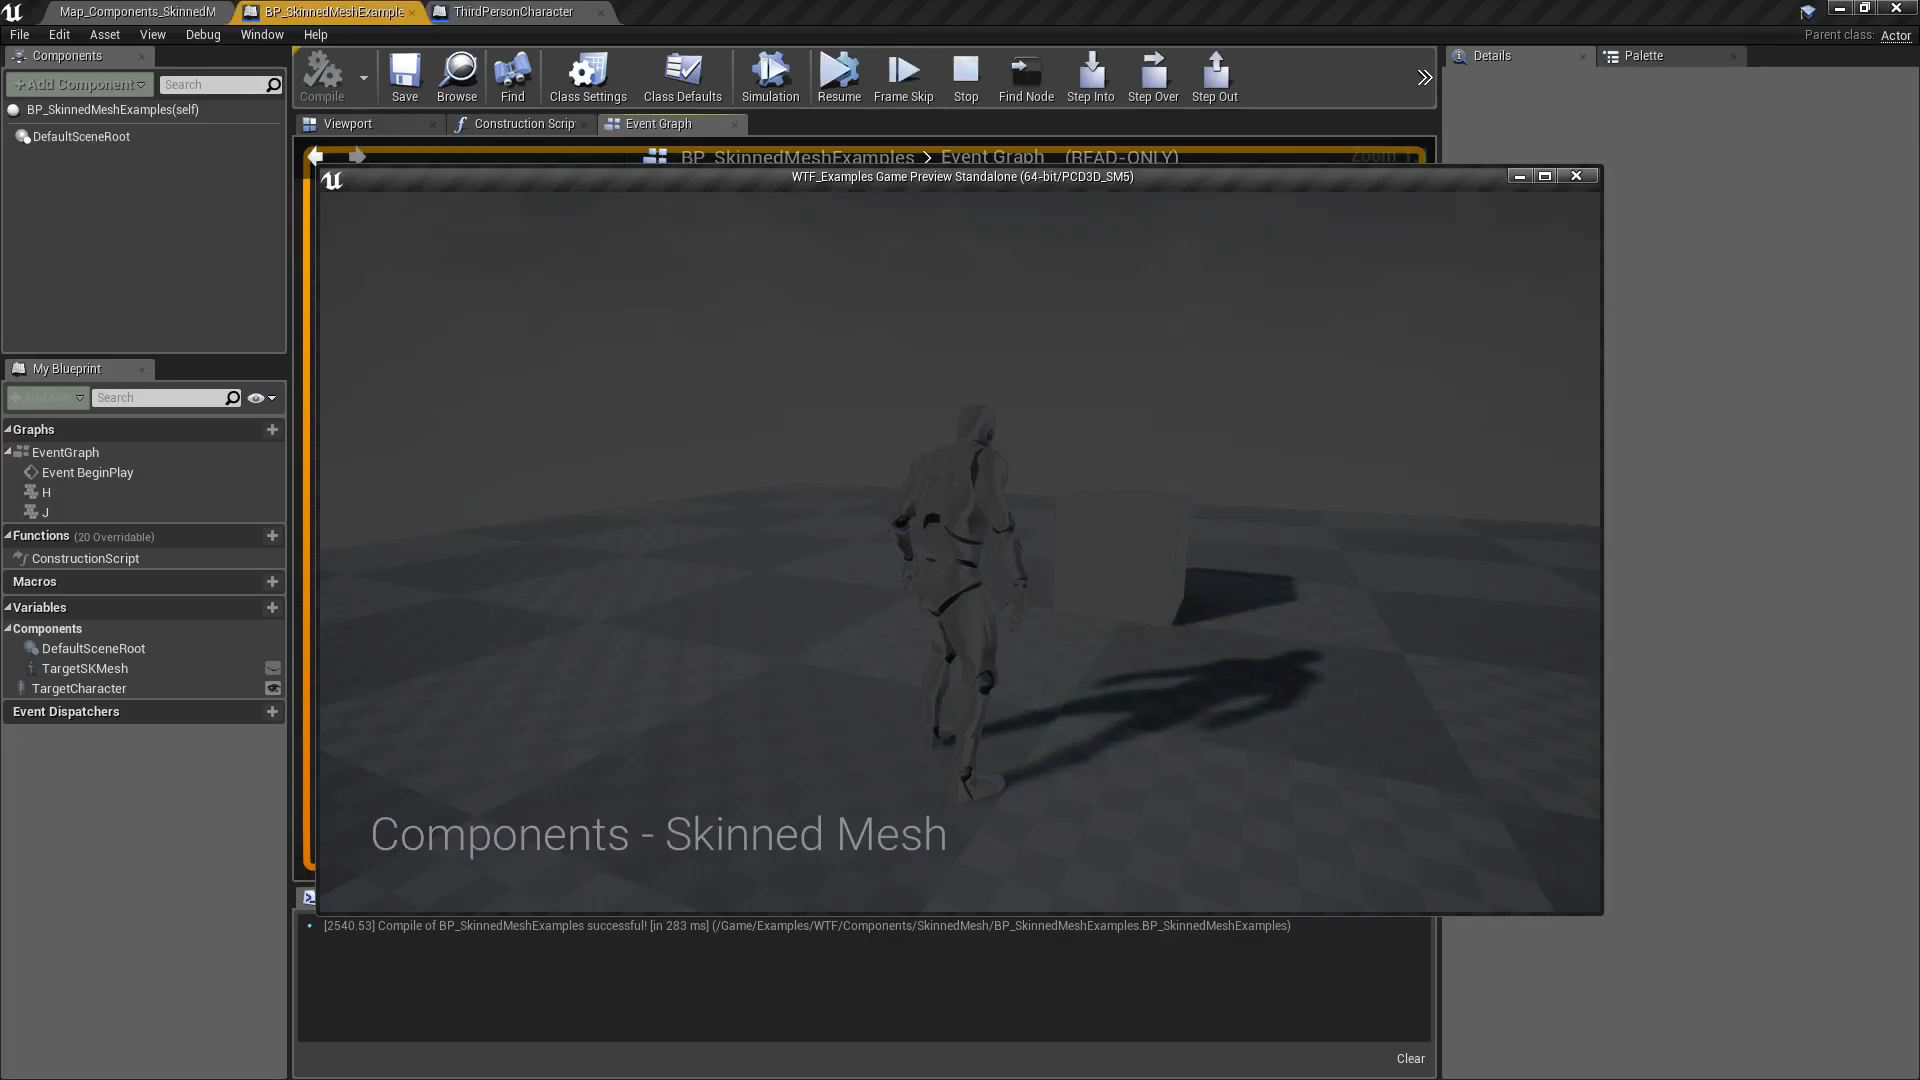 Map_Components_SkinnedM
BP_SkinnedMeshExample
ThirdPersonCharacter
File
Edit
Asset
View
Debug
Window
Help
Parent class:
Actor
Components
+Add Component
Search
BP_SkinnedMeshExamples(self)
DefaultSceneRoot
Compile
Save
Browse
Find
Class Settings
Class Defaults
Simulation
Resume
Frame Skip
Stop
Find Node
Step Into
Step Over
Step Out
Details
Palette
Viewport
Construction Scrip
Event Graph
BP_SkinnedMeshExamples > Event Graph (READ-ONLY)
WTF_Examples Game Preview Standalone (64-bit/PCD3D_SM5)
My Blueprint
Search
Graphs
EventGraph
Event BeginPlay
H
J
Functions (20 Overridable)
ConstructionScript
Macros
Variables
Components
DefaultSceneRoot
TargetSKMesh
TargetCharacter
Event Dispatchers
Components - Skinned Mesh
[2540.53] Compile of BP_SkinnedMeshExamples successful! [in 283 ms] (/Game/Examples/WTF/Components/SkinnedMesh/BP_SkinnedMeshExamples.BP_SkinnedMeshExamples)
Clear